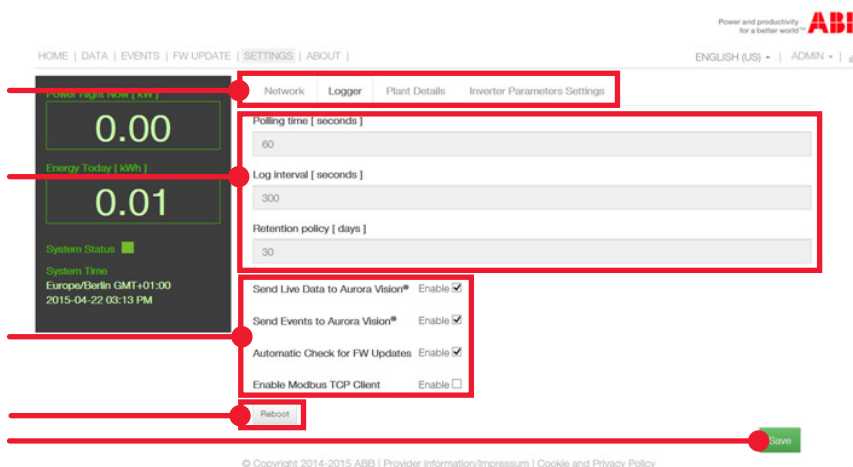 Power and productivity
for a better world™
ABB
HOME | DATA | EVENTS | FW UPDATE | SETTINGS | ABOUT |
ENGLISH (US) | ADMIN |
Network Logger Plant Details Inverter Parameters Settings
Power Right Now [ kW ]
0.00
Energy Today [ kWh ]
0.01
System Status
System Time
Europe/Berlin GMT+01:00
2015-04-22 03:13 PM
Polling time [ seconds ]
60
Log interval [ seconds ]
300
Retention policy [ days ]
30
Send Live Data to Aurora Vision® Enable
Send Events to Aurora Vision® Enable
Automatic Check for FW Updates Enable
Enable Modbus TCP Client Enable
Reboot
Save
© Copyright 2014-2015 ABB | Provider information/Impressum | Cookie and Privacy Policy